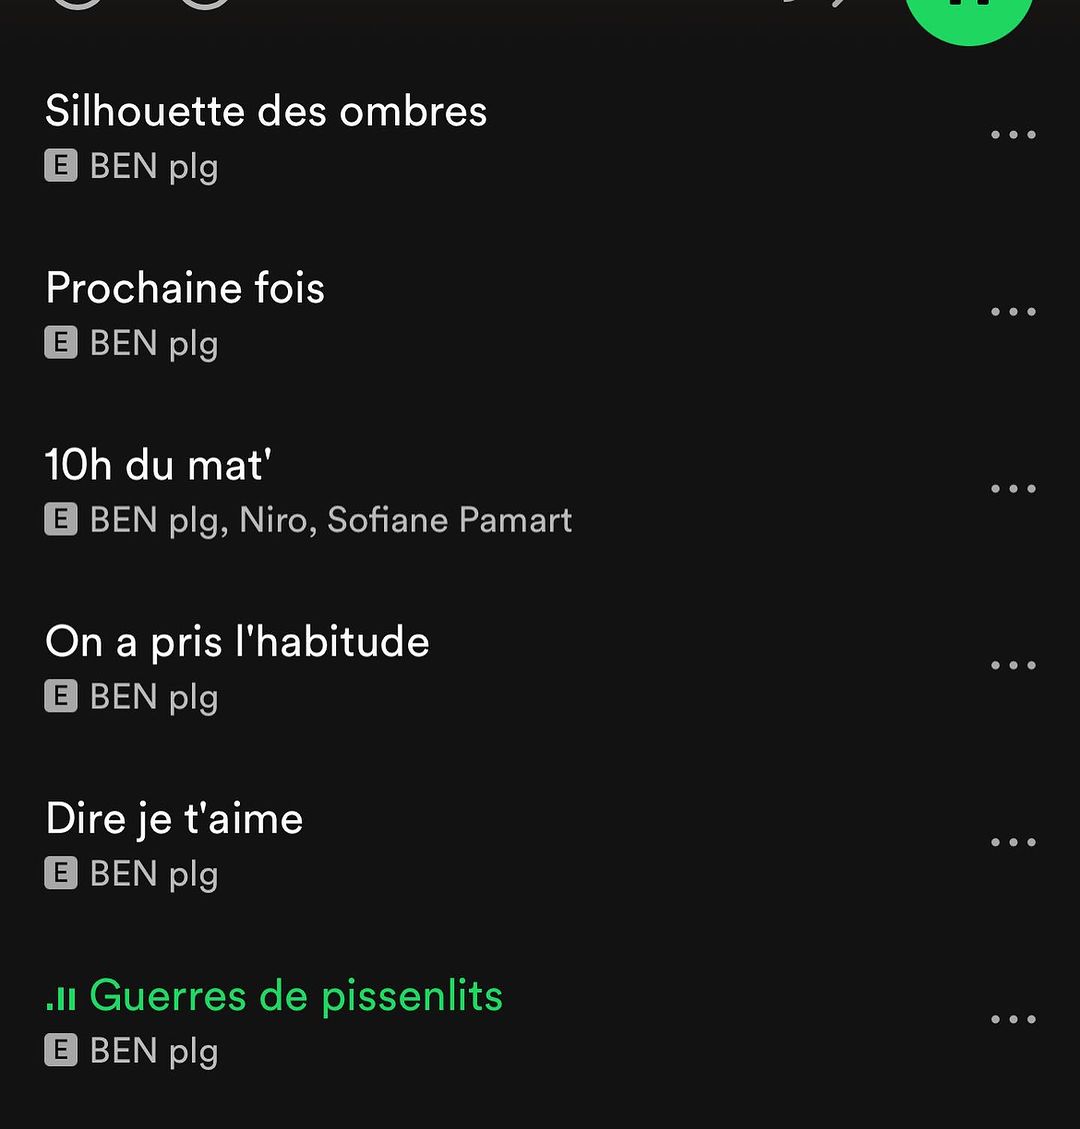 Silhouette des ombres
E BEN plg
Prochaine fois
E BEN plg
10h du mat'
E BEN plg, Niro, Sofiane Pamart
On a pris l'habitude
E BEN plg
Dire je t'aime
E BEN plg
Guerres de pissenlits
E BEN plg